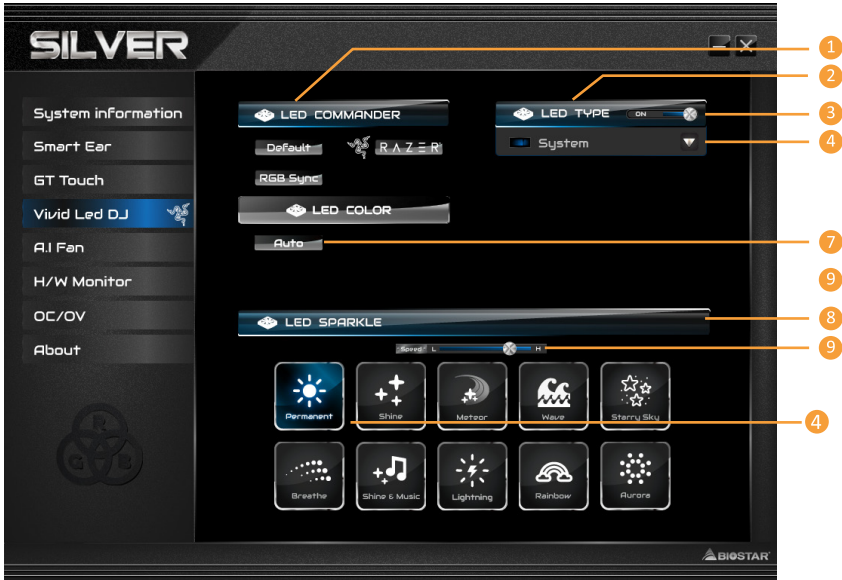 SILVER
1
2
System information
LED COMMANDER
LED TYPE ON
3
Smart Ear
Default
RAZER
System
4
GT Touch
RGB Sync
Vivid Led DJ
LED COLOR
A.I Fan
Auto
7
H/W Monitor
9
OC/OV
LED SPARKLE
8
About
Speed L H
9
Permanent
Shine
Meteor
Wave
Starry Sky
4
R
G B
Breathe
Shine & Music
Lightning
Rainbow
Aurora
BIOSTAR